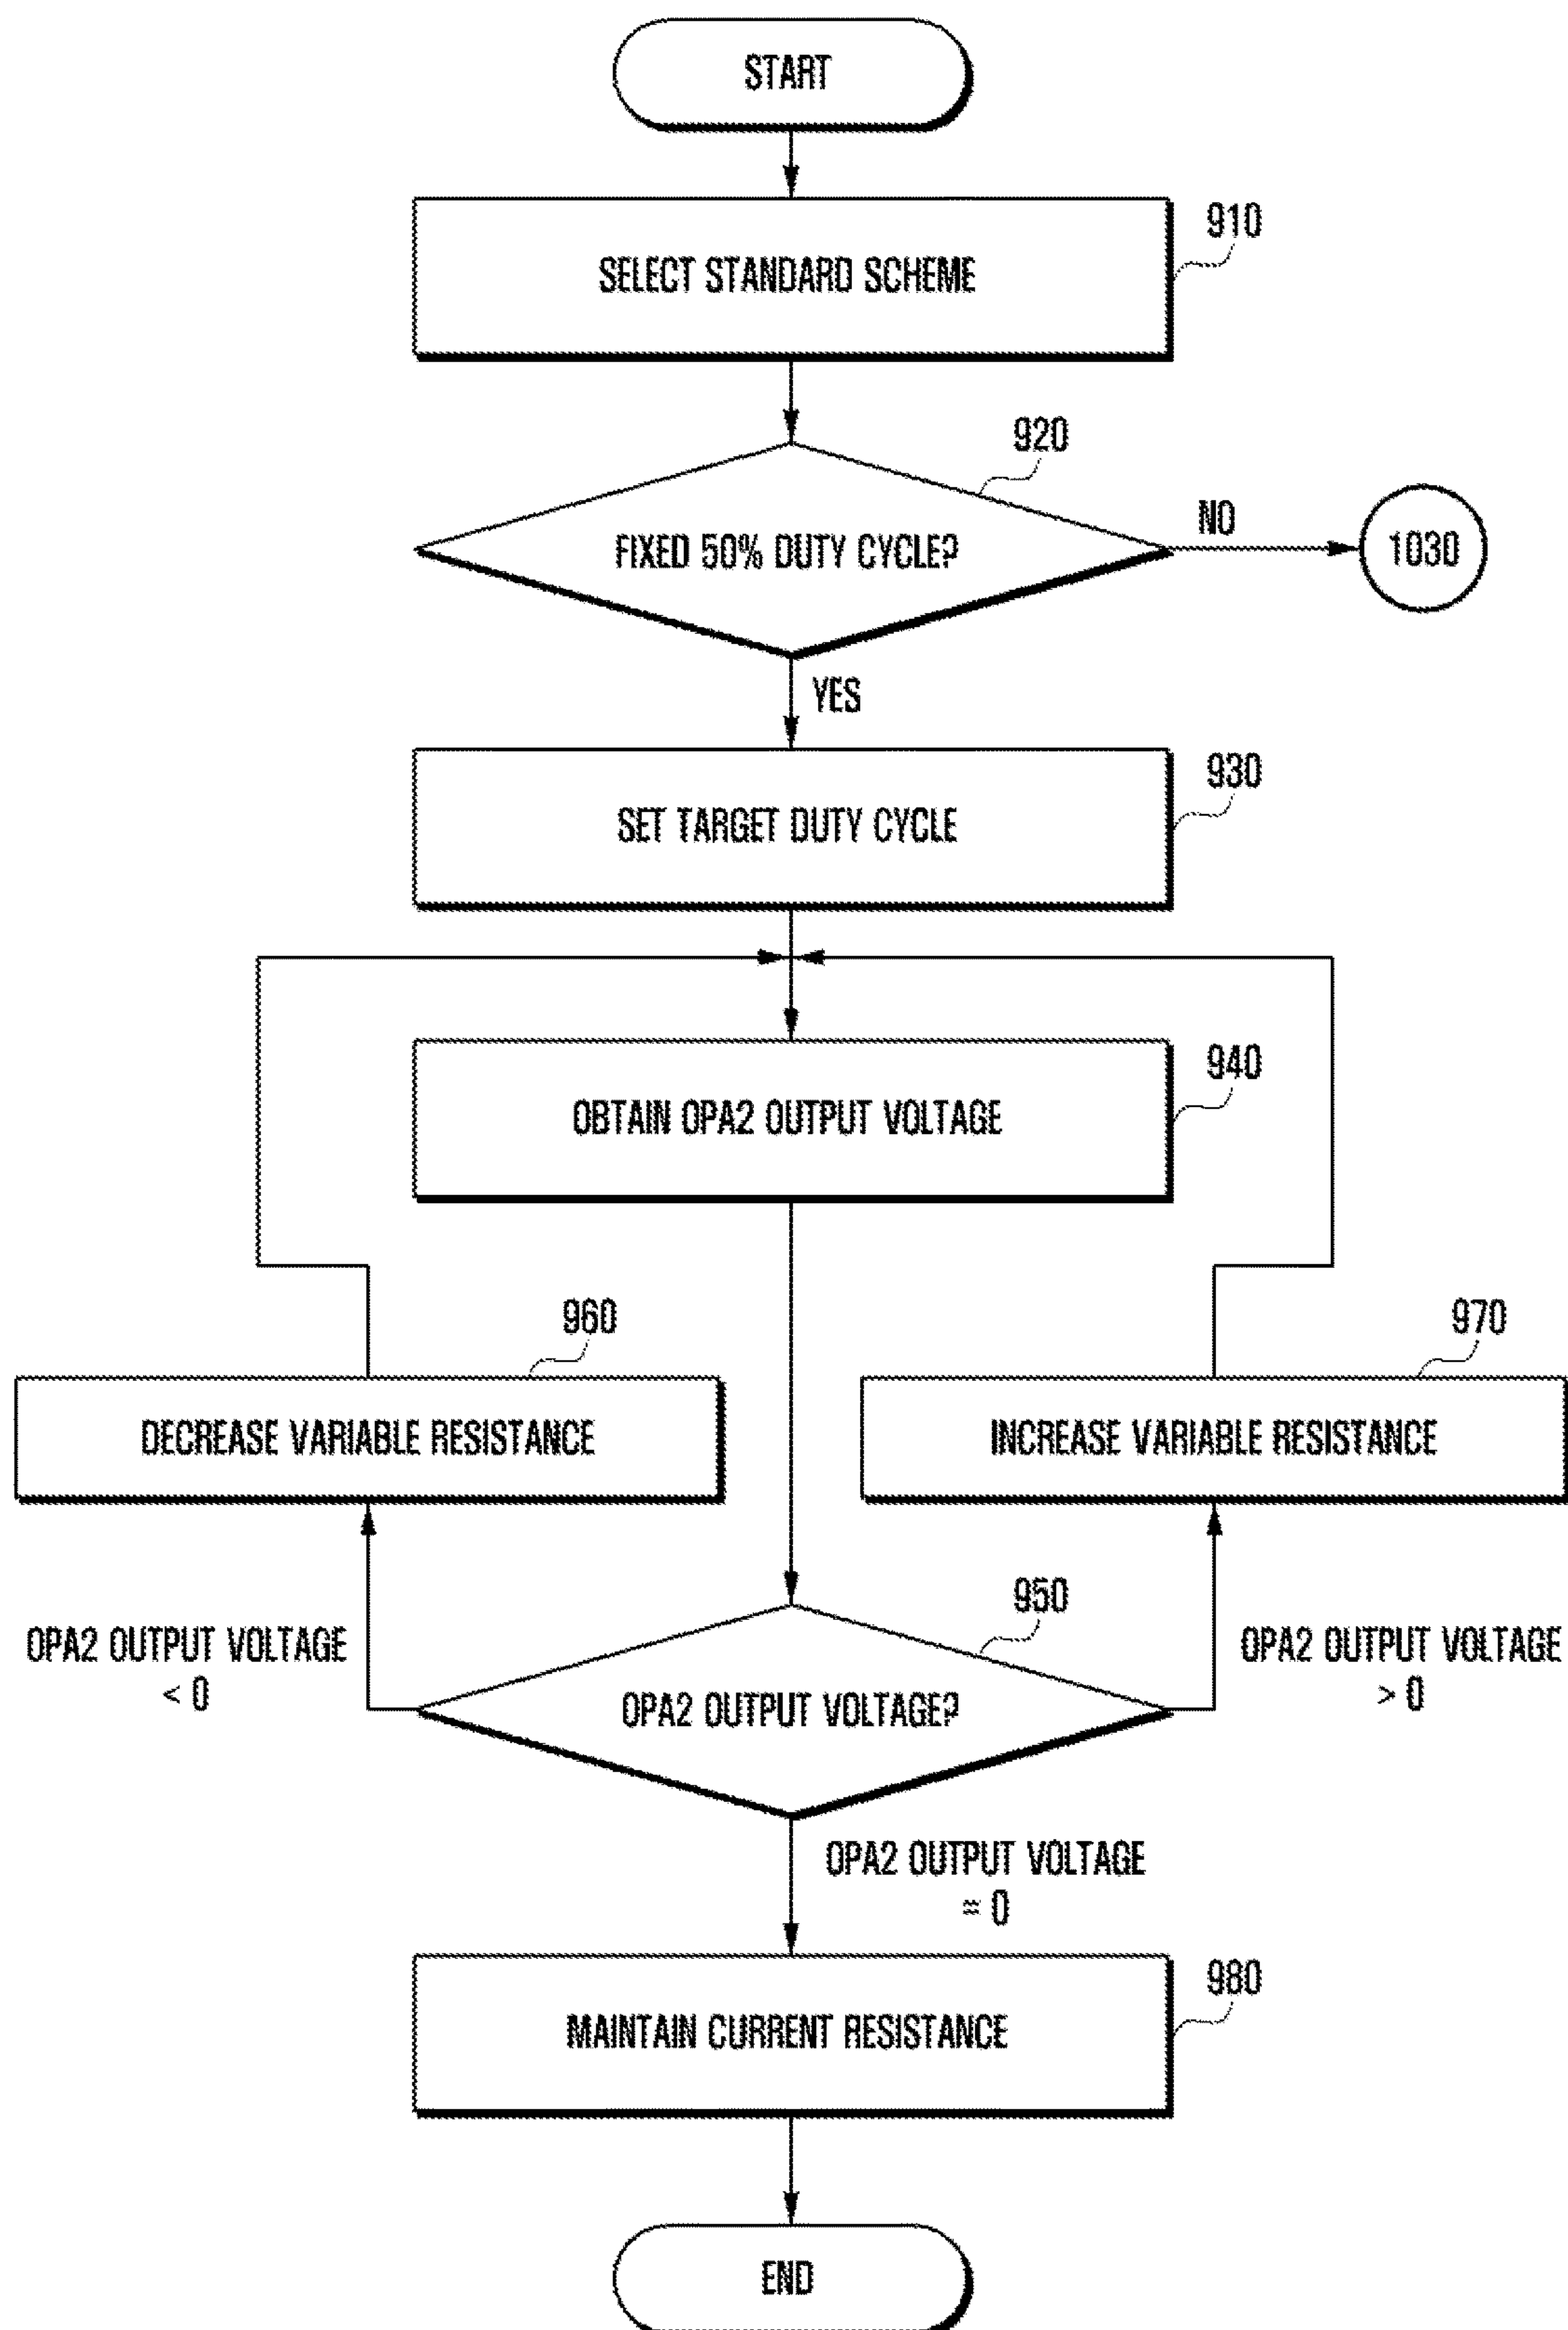 START
910
SELECT STANDARD SCHEME
920
FIXED 50% DUTY CYCLE?
NO
1030
YES
930
SET TARGET DUTY CYCLE
940
OBTAIN OPA2 OUTPUT VOLTAGE
960
970
DECREASE VARIABLE RESISTANCE
INCREASE VARIABLE RESISTANCE
950
OPA2 OUTPUT VOLTAGE
< 0
OPA2 OUTPUT VOLTAGE
> 0
OPA2 OUTPUT VOLTAGE?
OPA2 OUTPUT VOLTAGE
= 0
980
MAINTAIN CURRENT RESISTANCE
END